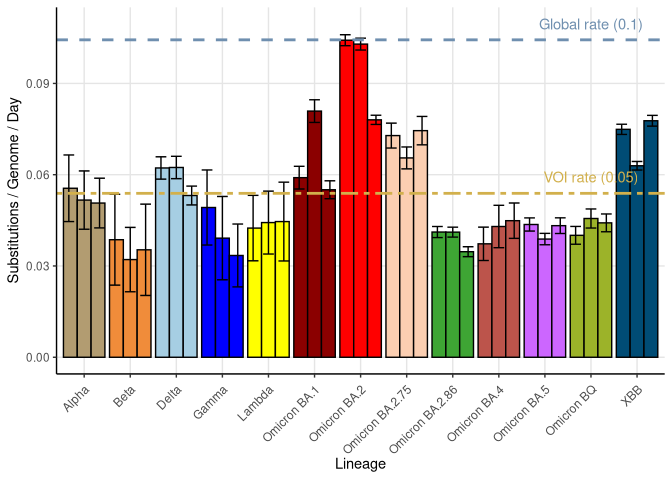 Global rate (0.1)
VOI rate (0.05)
Substitutions / Genome / Day
0.09
0.06
0.03
0.00
Alpha
Beta
Delta
Gamma
Lambda
Omicron BA.1
Omicron BA.2
Omicron BA.2.75
Omicron BA.2.86
Omicron BA.4
Omicron BA.5
Omicron BQ
XBB
Lineage